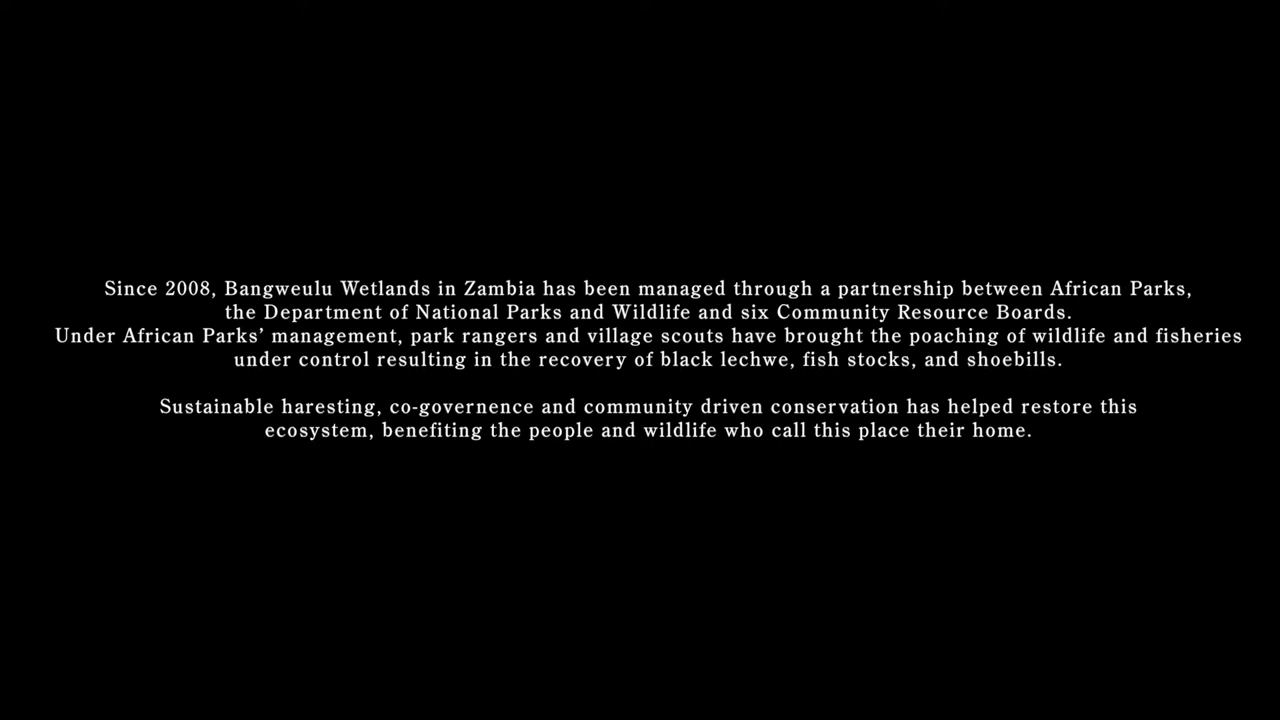 Since 2008, Bangweulu Wetlands in Zambia has been managed through a partnership between African Parks,
the Department of National Parks and Wildlife and six Community Resource Boards.
Under African Parks’ management, park rangers and village scouts have brought the poaching of wildlife and fisheries
under control resulting in the recovery of black lechwe, fish stocks, and shoebills.
Sustainable haresting, co-governence and community driven conservation has helped restore this
ecosystem, benefiting the people and wildlife who call this place their home.